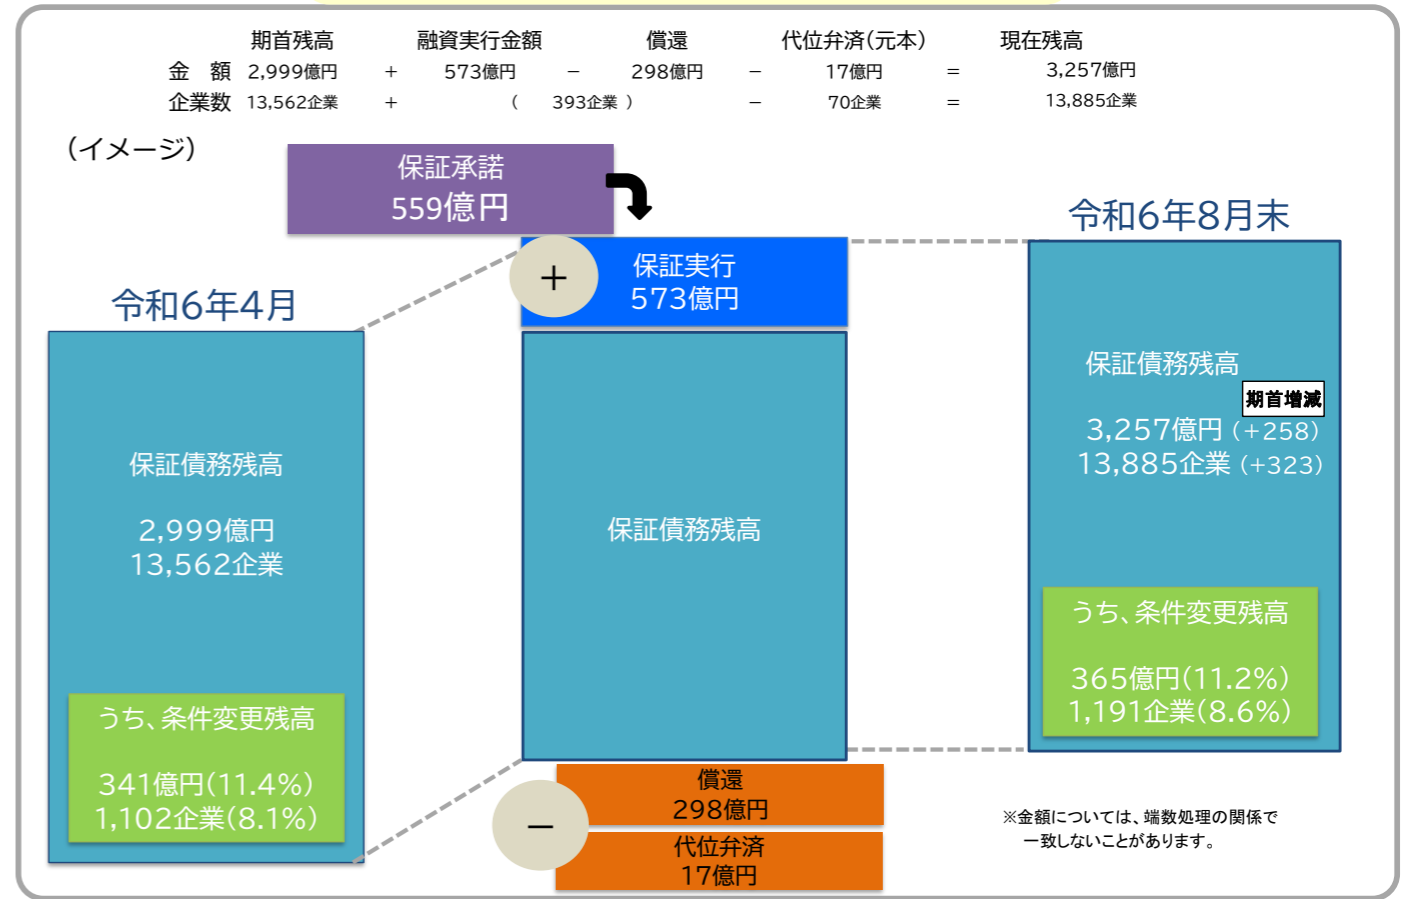 期首残高 融資実行金額 償還 代位弁済(元本) 現在残高
金　額 2,999億円 + 573億円 － 298億円 － 17億円 = 3,257億円
企業数 13,562企業 + ( 393企業 ) － 70企業 = 13,885企業
(イメージ)
保証承諾
559億円
令和6年4月
保証債務残高
2,999億円
13,562企業
うち、条件変更残高
341億円(11.4%)
1,102企業(8.1%)
+
保証実行
573億円
保証債務残高
－
償還
298億円
代位弁済
17億円
令和6年8月末
保証債務残高
期首増減
3,257億円 (+258)
13,885企業 (+323)
うち、条件変更残高
365億円(11.2%)
1,191企業(8.6%)
※金額については、端数処理の関係で
一致しないことがあります。